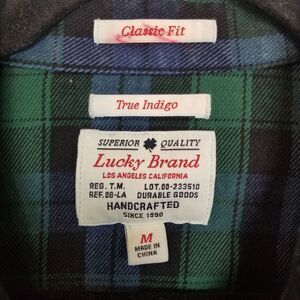 Classic Fit
True Indigo
SUPERIOR QUALITY
Lucky Brand
LOS ANGELES CALIFORNIA
REG. T.M. LOT.08-233510
REF.08-LA DURABLE GOODS
HANDCRAFTED
SINCE 1990
M
MADE IN
CHINA